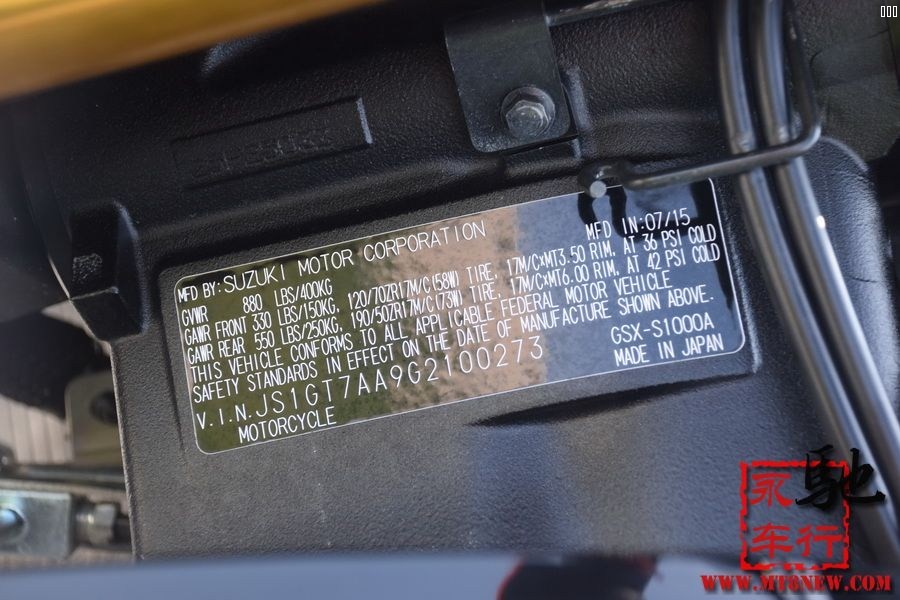 MFD BY: SUZUKI MOTOR CORPORATION MFD IN: 07/15
GVWR 880 LBS/400KG
GAWR FRONT 330 LBS/150KG, 120/70ZR17M/C(58W) TIRE, 17M/C×MT3.50 RIM, AT 36 PSI COLD
GAWR REAR 550 LBS/250KG, 190/50ZR17M/C(73W) TIRE, 17M/C×MT6.00 RIM, AT 42 PSI COLD
THIS VEHICLE CONFORMS TO ALL APPLICABLE FEDERAL MOTOR VEHICLE
SAFETY STANDARDS IN EFFECT ON THE DATE OF MANUFACTURE SHOWN ABOVE.
V.I.N. JS1GT7AA9G2100273 GSX-S1000A
MOTORCYCLE MADE IN JAPAN
永驰
车行
WWW.MT6NEW.COM